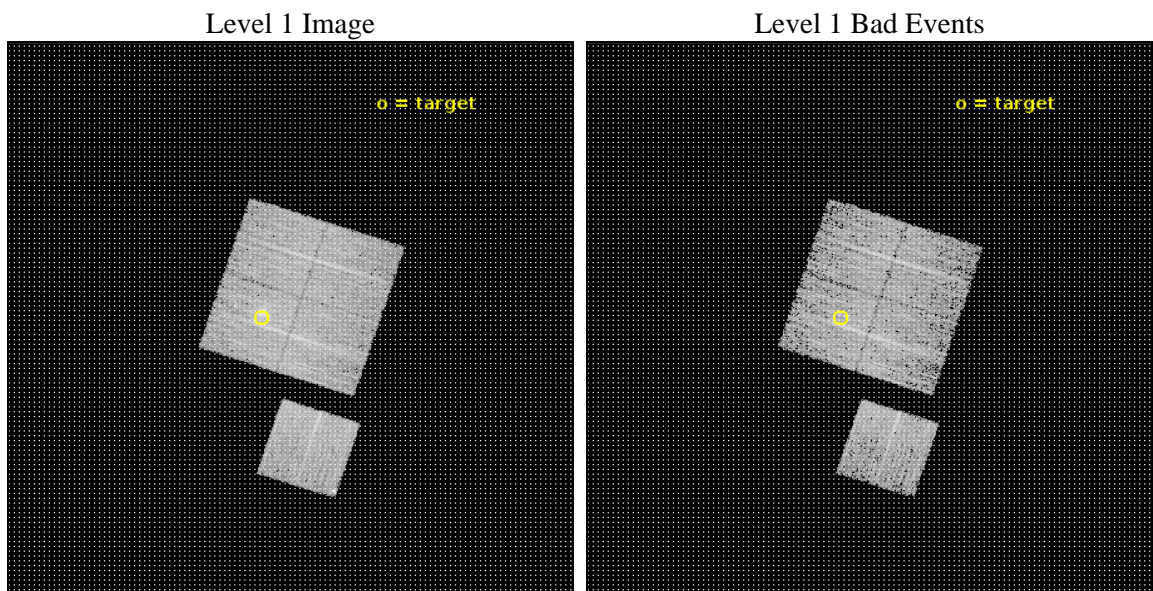 Level 1 Image
Level 1 Bad Events
o = target
o = target